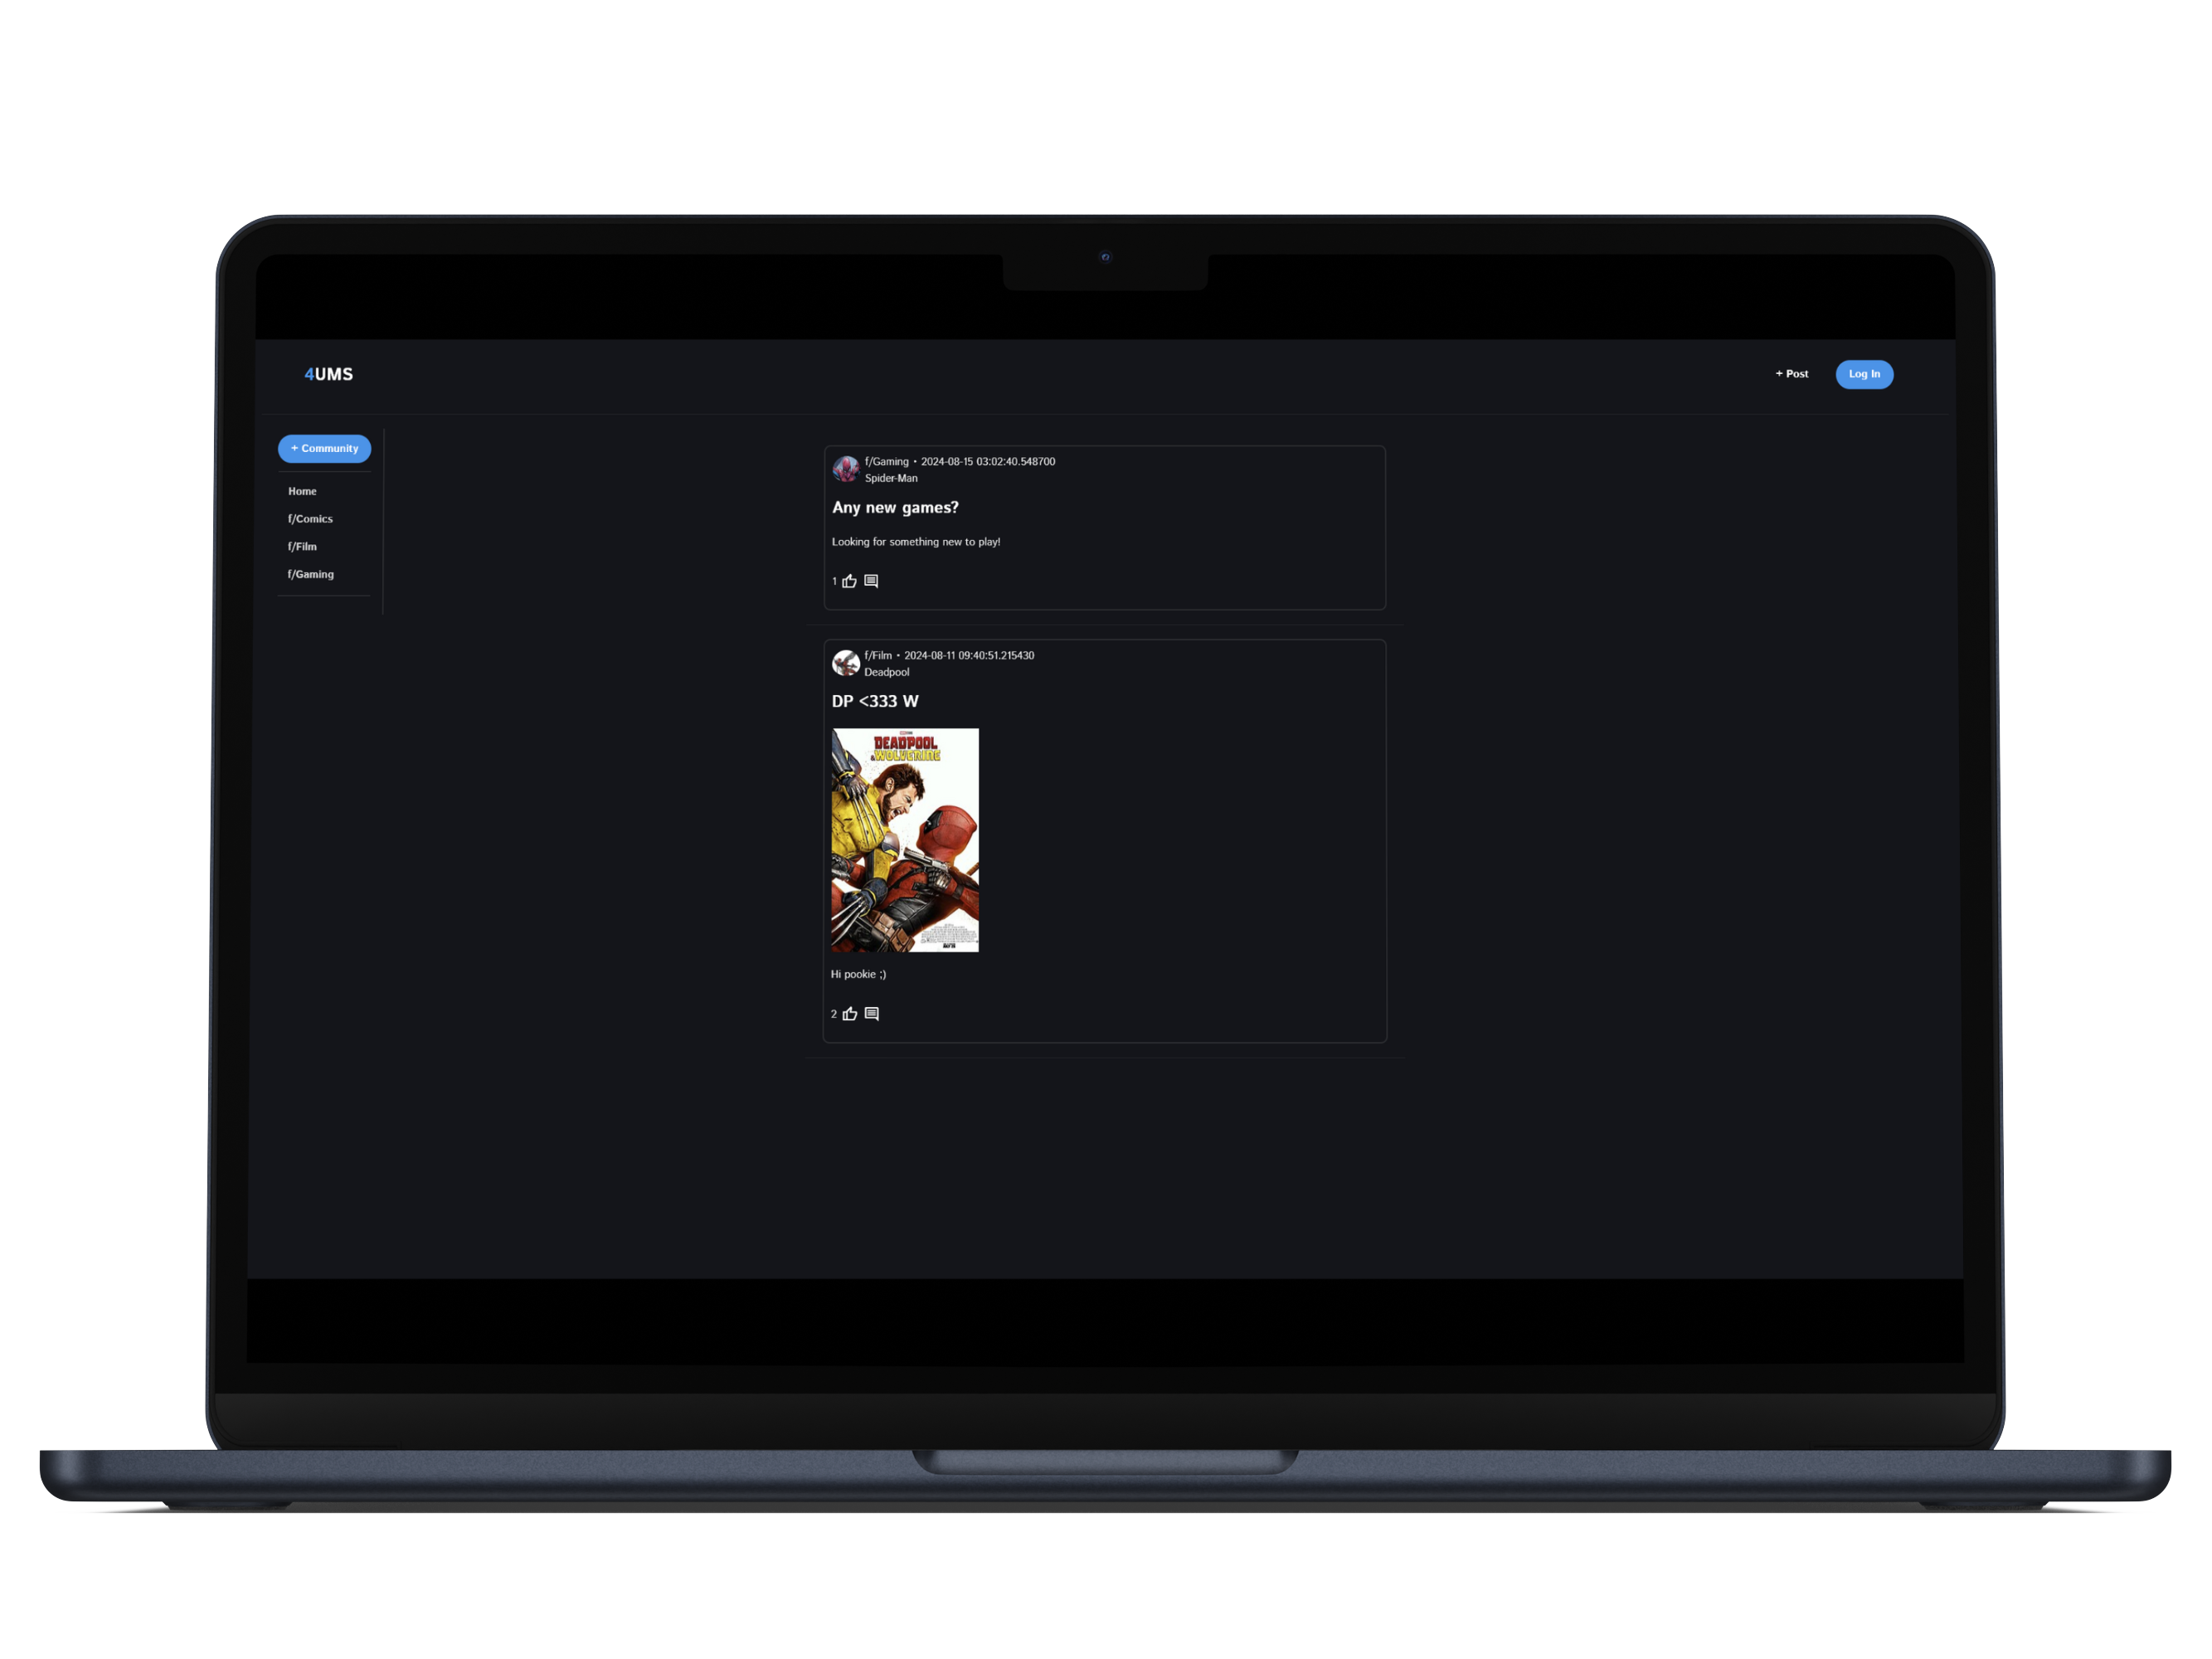 4UMS
+ Post
Log In
+ Community
Home
f/Comics
f/Film
f/Gaming
f/Gaming • 2024-08-15 03:02:40.548700
Spider-Man
Any new games?
Looking for something new to play!
1
f/Film • 2024-08-11 09:40:51.215430
Deadpool
DP <333 W
DEADPOOL
& WOLVERINE
Hi pookie ;)
2